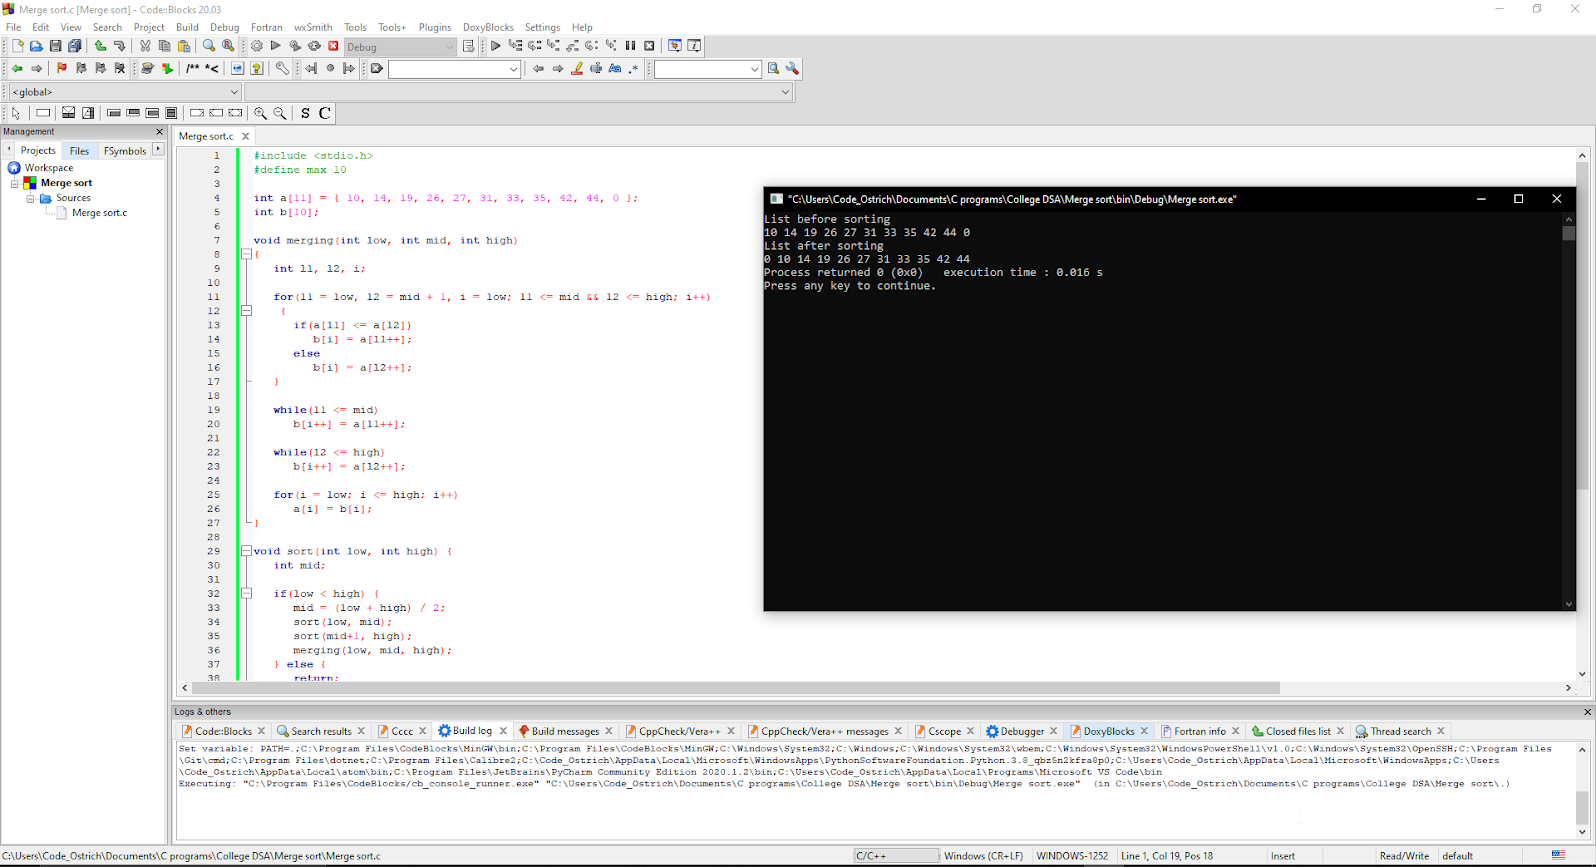 Merge sort.c [Merge sort] - Code::Blocks 20.03
File Edit View Search Project Build Debug Fortran wxSmith Tools Tools+ Plugins DoxyBlocks Settings Help
Debug
/** *<
Aa .*
<global>
S C
Management
Projects Files FSymbols
Workspace
Merge sort
Sources
Merge sort.c
Merge sort.c
1 #include <stdio.h>
2 #define max 10
3
4 int a[11] = { 10, 14, 19, 26, 27, 31, 33, 35, 42, 44, 0 };
5 int b[10];
6
7 void merging(int low, int mid, int high)
8 {
9 int l1, l2, i;
10
11 for(l1 = low, l2 = mid + 1, i = low; l1 <= mid && l2 <= high; i++)
12 {
13 if(a[l1] <= a[l2])
14 b[i] = a[l1++];
15 else
16 b[i] = a[l2++];
17 }
18
19 while(l1 <= mid)
20 b[i++] = a[l1++];
21
22 while(l2 <= high)
23 b[i++] = a[l2++];
24
25 for(i = low; i <= high; i++)
26 a[i] = b[i];
27 }
28
29 void sort(int low, int high) {
30 int mid;
31
32 if(low < high) {
33 mid = (low + high) / 2;
34 sort(low, mid);
35 sort(mid+1, high);
36 merging(low, mid, high);
37 } else {
38 return;
"C:\Users\Code_Ostrich\Documents\C programs\College DSA\Merge sort\bin\Debug\Merge sort.exe"
List before sorting
10 14 19 26 27 31 33 35 42 44 0
List after sorting
0 10 14 19 26 27 31 33 35 42 44
Process returned 0 (0x0) execution time : 0.016 s
Press any key to continue.
Logs & others
Code::Blocks Search results Cccc Build log Build messages CppCheck/Vera++ CppCheck/Vera++ messages Cscope Debugger DoxyBlocks Fortran info Closed files list Thread search
Set variable: PATH=.;C:\Program Files\CodeBlocks\MinGW\bin;C:\Program Files\CodeBlocks\MinGW;C:\Windows\System32;C:\Windows;C:\Windows\System32\wbem;C:\Windows\System32\WindowsPowerShell\v1.0;C:\Windows\System32\OpenSSH;C:\Program Files
\Git\cmd;C:\Program Files\dotnet;C:\Program Files\Calibre2;C:\Code_Ostrich\AppData\Local\Microsoft\WindowsApps\PythonSoftwareFoundation.Python.3.8_qbz5n2kfra8p0;C:\Users\Code_Ostrich\AppData\Local\Microsoft\WindowsApps;C:\Users
\Code_Ostrich\AppData\Local\atom\bin;C:\Program Files\JetBrains\PyCharm Community Edition 2020.1.2\bin;C:\Users\Code_Ostrich\AppData\Local\Programs\Microsoft VS Code\bin
Executing: "C:\Program Files\CodeBlocks/cb_console_runner.exe" "C:\Users\Code_Ostrich\Documents\C programs\College DSA\Merge sort\bin\Debug\Merge sort.exe" (in C:\Users\Code_Ostrich\Documents\C programs\College DSA\Merge sort\.)
C:\Users\Code_Ostrich\Documents\C programs\College DSA\Merge sort\Merge sort.c C/C++ Windows (CR+LF) WINDOWS-1252 Line 1, Col 19, Pos 18 Insert Read/Write default